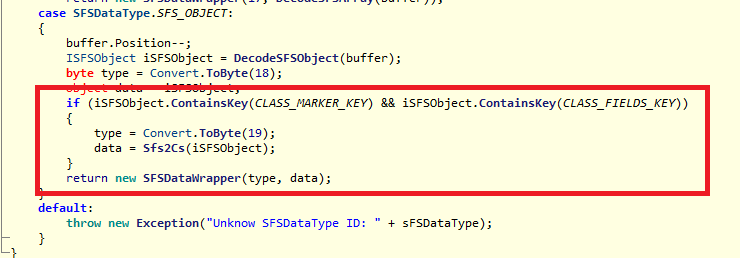 return new SFSDataWrapper(17, DecodeSFSArray(buffer));
case SFSDataType.SFS_OBJECT:
{
buffer.Position--;
ISFSObject iSFSObject = DecodeSFSObject(buffer);
byte type = Convert.ToByte(18);
object data = iSFSObject;
if (iSFSObject.ContainsKey(CLASS_MARKER_KEY) && iSFSObject.ContainsKey(CLASS_FIELDS_KEY))
{
type = Convert.ToByte(19);
data = Sfs2Cs(iSFSObject);
}
return new SFSDataWrapper(type, data);
}
default:
throw new Exception("Unknow SFSDataType ID: " + sFSDataType);
}
}